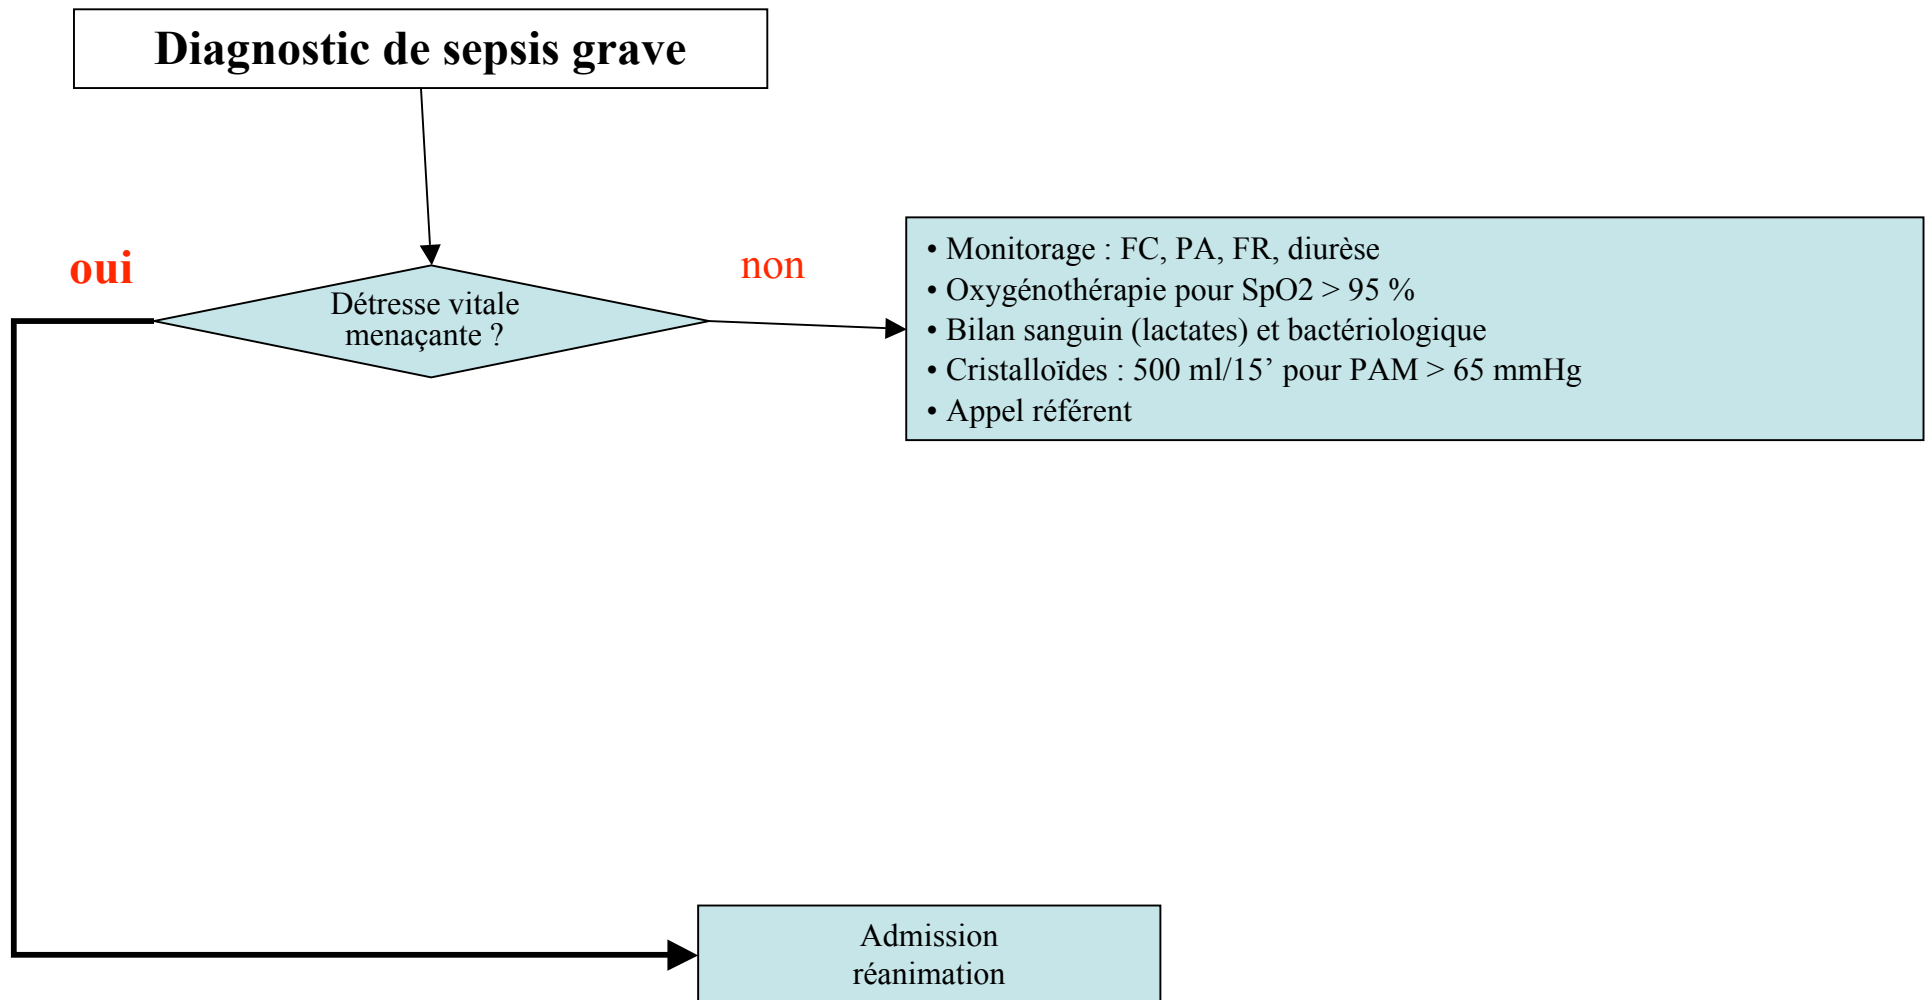 Diagnostic de sepsis grave
oui
Détresse vitale
menaçante ?
non
• Monitorage : FC, PA, FR, diurèse
• Oxygénothérapie pour SpO2 > 95 %
• Bilan sanguin (lactates) et bactériologique
• Cristalloïdes : 500 ml/15’ pour PAM > 65 mmHg
• Appel référent
Admission
réanimation